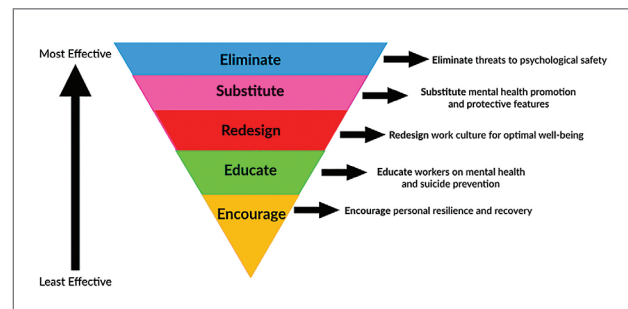 Most Effective
Eliminate
Eliminate threats to psychological safety
Substitute
Substitute mental health promotion
and protective features
Redesign
Redesign work culture for optimal well-being
Educate
Educate workers on mental health
and suicide prevention
Encourage
Encourage personal resilience and recovery
Least Effective